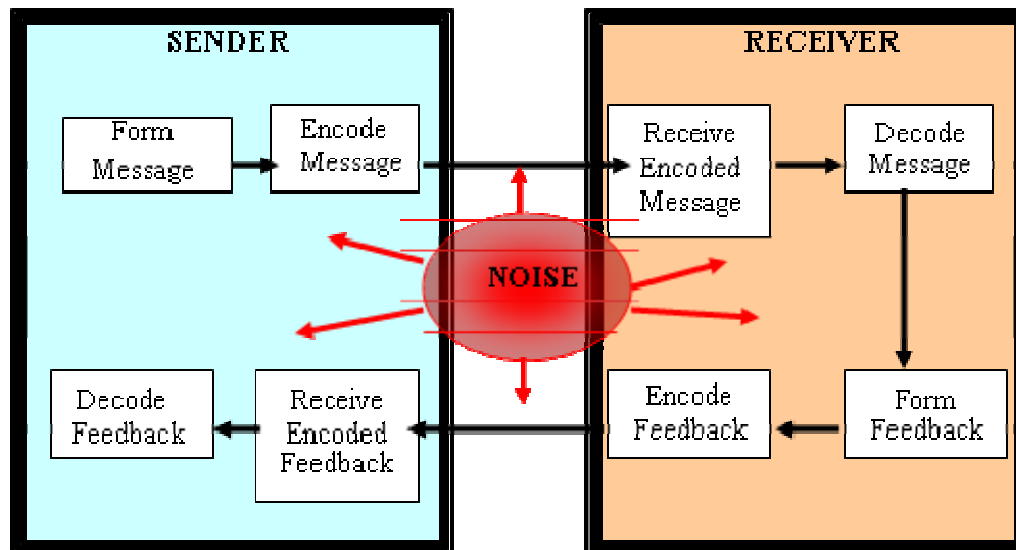 SENDER
RECEIVER
Form
Message
Encode
Message
Receive
Encoded
Message
Decode
Message
NOISE
Decode
Feedback
Receive
Encoded
Feedback
Encode
Feedback
Form
Feedback